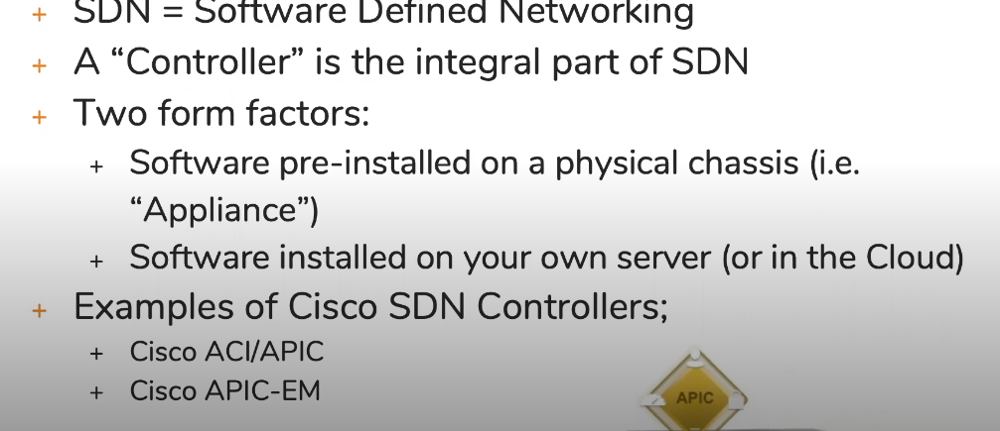 + SDN = Software Defined Networking
+ A “Controller” is the integral part of SDN
+ Two form factors:
+ Software pre-installed on a physical chassis (i.e.
“Appliance”)
+ Software installed on your own server (or in the Cloud)
+ Examples of Cisco SDN Controllers;
+ Cisco ACI/APIC
+ Cisco APIC-EM
APIC